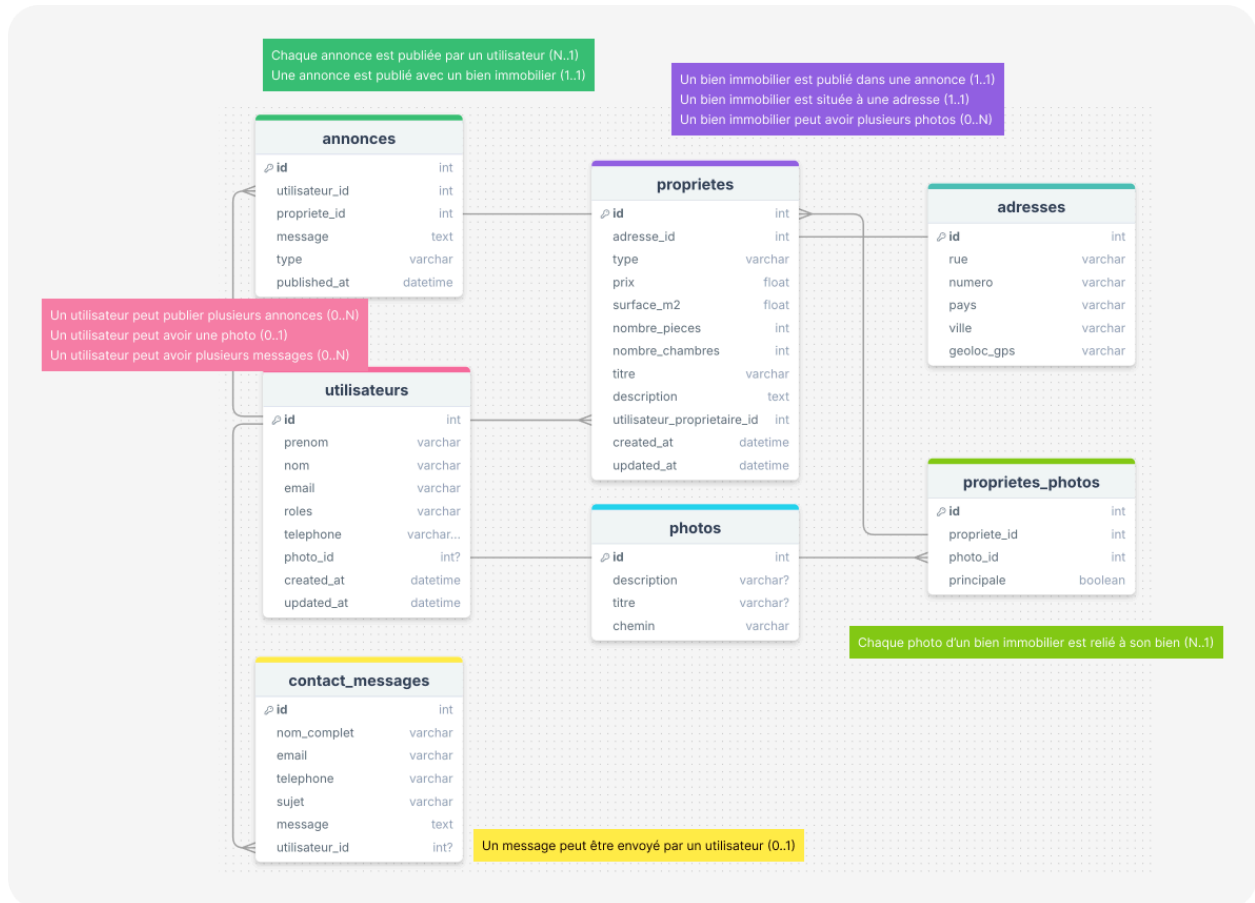 Chaque annonce est publiée par un utilisateur (N..1)
Une annonce est publié avec un bien immobilier (1..1)
Un bien immobilier est publié dans une annonce (1..1)
Un bien immobilier est située à une adresse (1..1)
Un bien immobilier peut avoir plusieurs photos (0..N)
annonces
id int
utilisateur_id int
propriete_id int
message text
type varchar
published_at datetime
proprietes
id int
adresse_id int
type varchar
prix float
surface_m2 float
nombre_pieces int
nombre_chambres int
titre varchar
description text
utilisateur_proprietaire_id int
created_at datetime
updated_at datetime
adresses
id int
rue varchar
numero varchar
pays varchar
ville varchar
geoloc_gps varchar
Un utilisateur peut publier plusieurs annonces (0..N)
Un utilisateur peut avoir une photo (0..1)
Un utilisateur peut avoir plusieurs messages (0..N)
utilisateurs
id int
prenom varchar
nom varchar
email varchar
roles varchar
telephone varchar...
photo_id int?
created_at datetime
updated_at datetime
photos
id int
description varchar?
titre varchar?
chemin varchar
proprietes_photos
id int
propriete_id int
photo_id int
principale boolean
Chaque photo d'un bien immobilier est relié à son bien (N..1)
contact_messages
id int
nom_complet varchar
email varchar
telephone varchar
sujet varchar
message text
utilisateur_id int?
Un message peut être envoyé par un utilisateur (0..1)